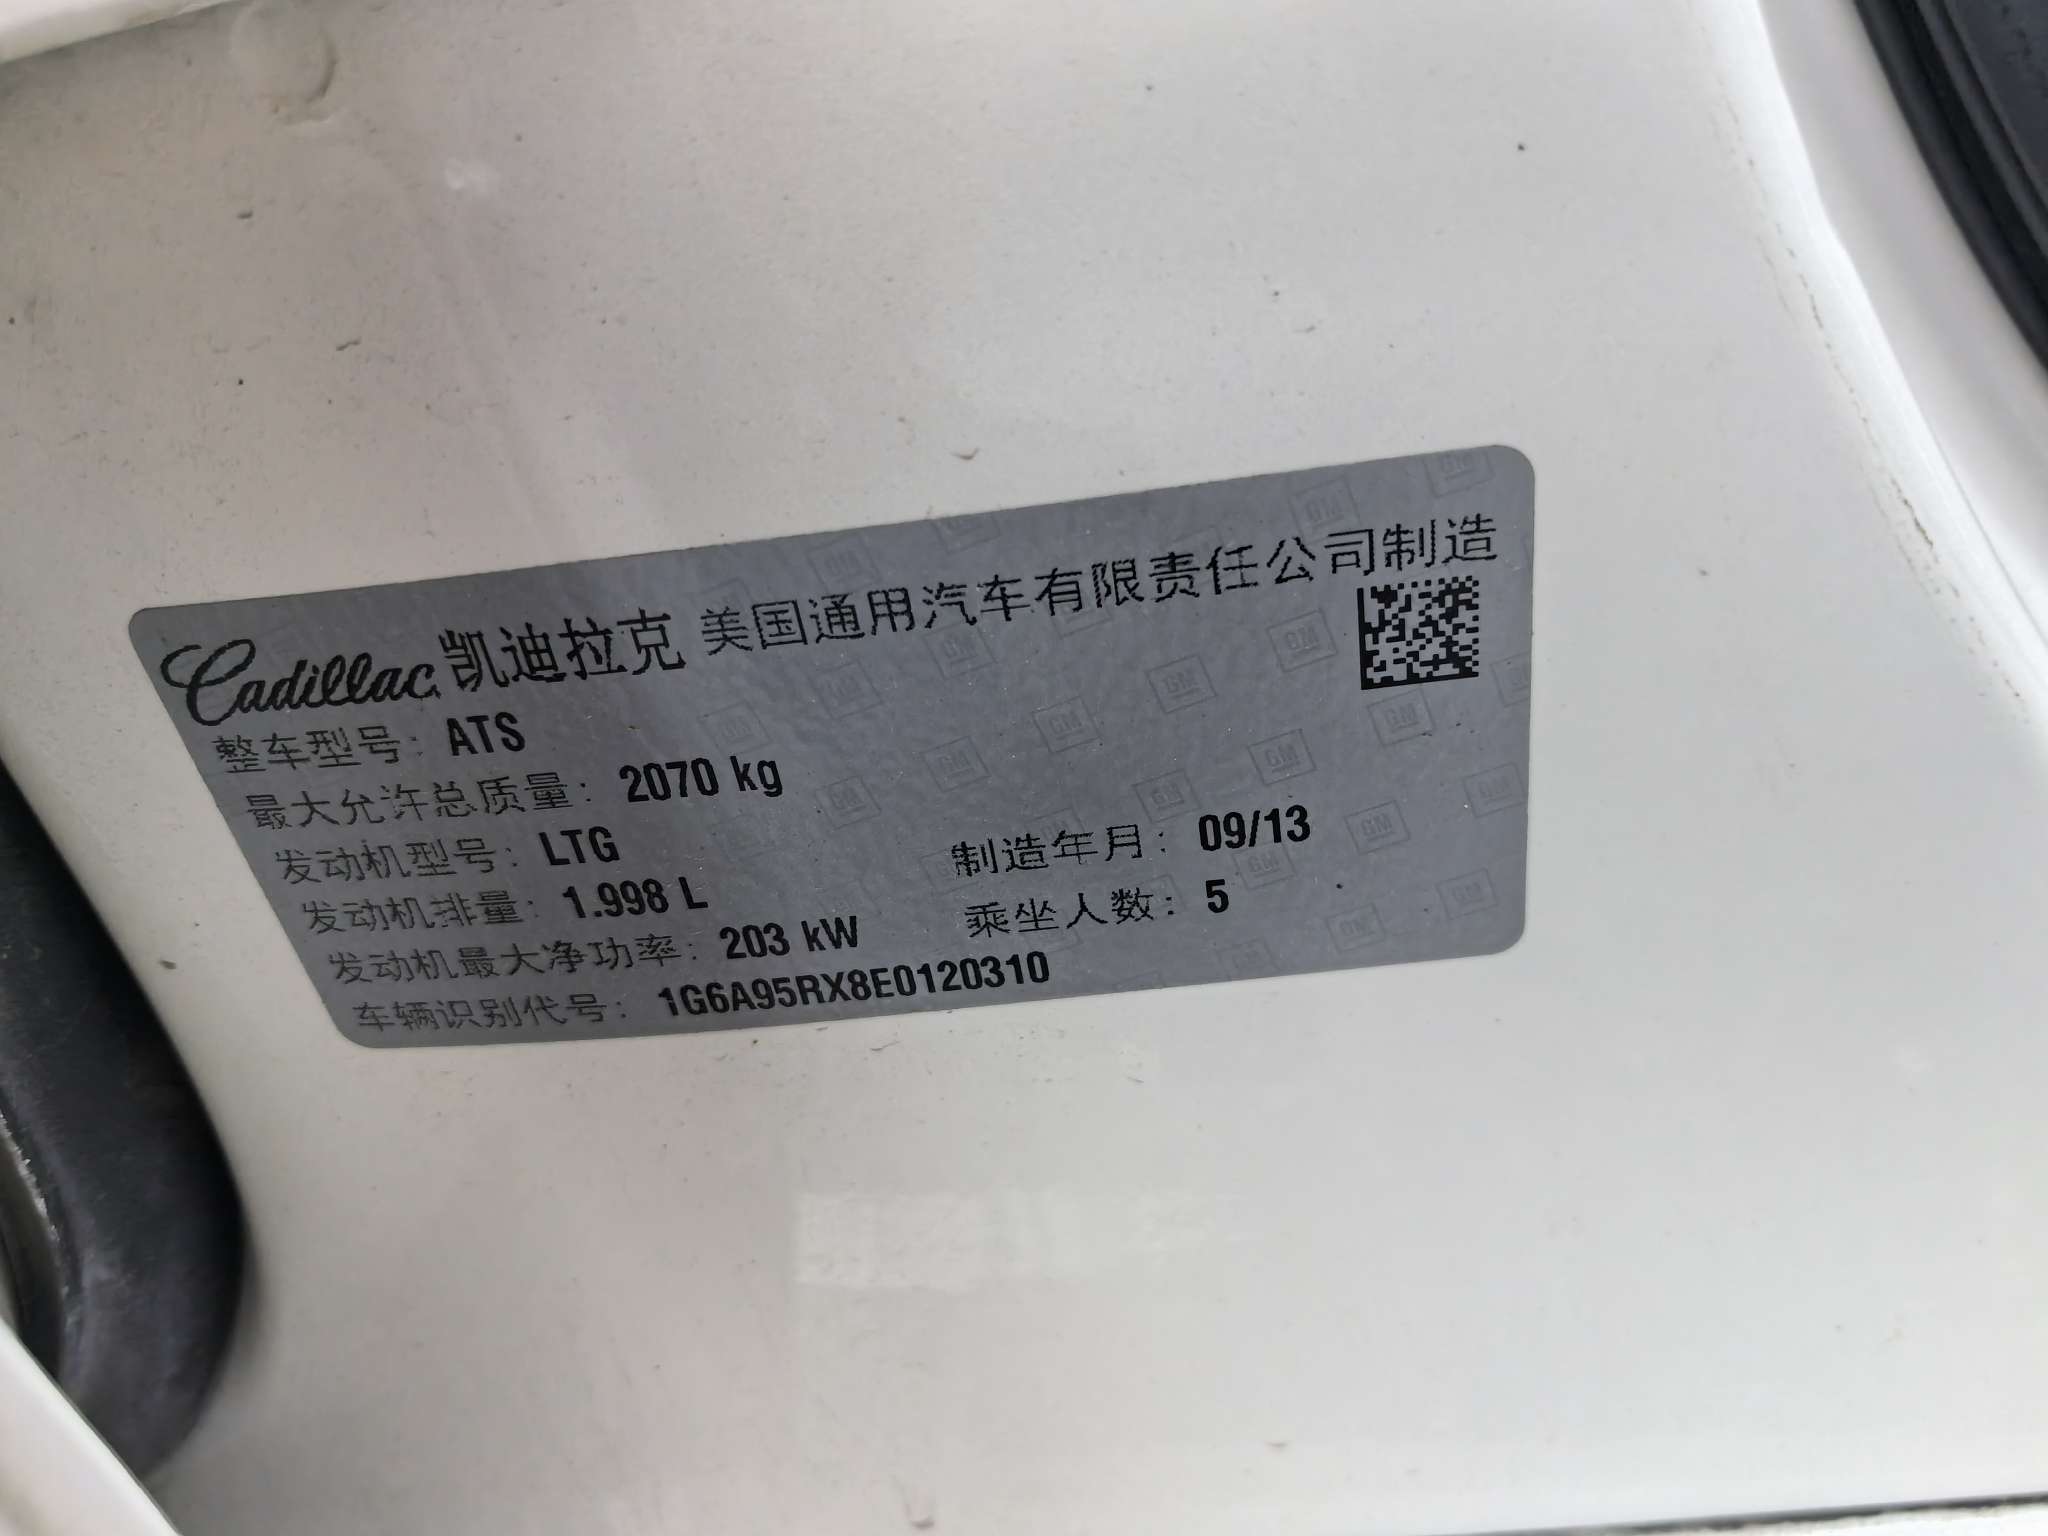 Cadillac 凯迪拉克 美国通用汽车有限责任公司制造
整车型号: ATS
最大允许总质量: 2070 kg
发动机型号: LTG
制造年月: 09/13
发动机排量: 1.998 L
乘坐人数: 5
发动机最大净功率: 203 kW
车辆识别代号: 1G6A95RX8E0120310